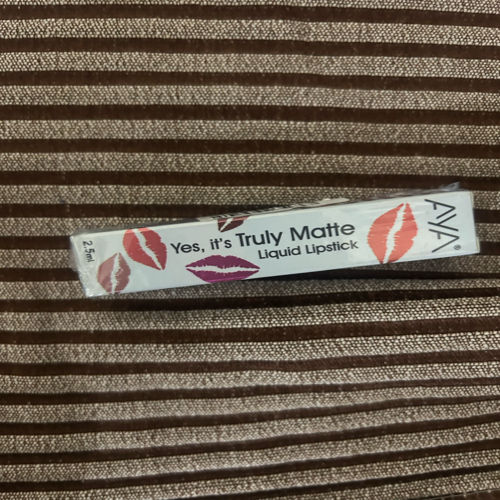 2.5ml
Yes, it's Truly Matte
Liquid Lipstick
AVA®